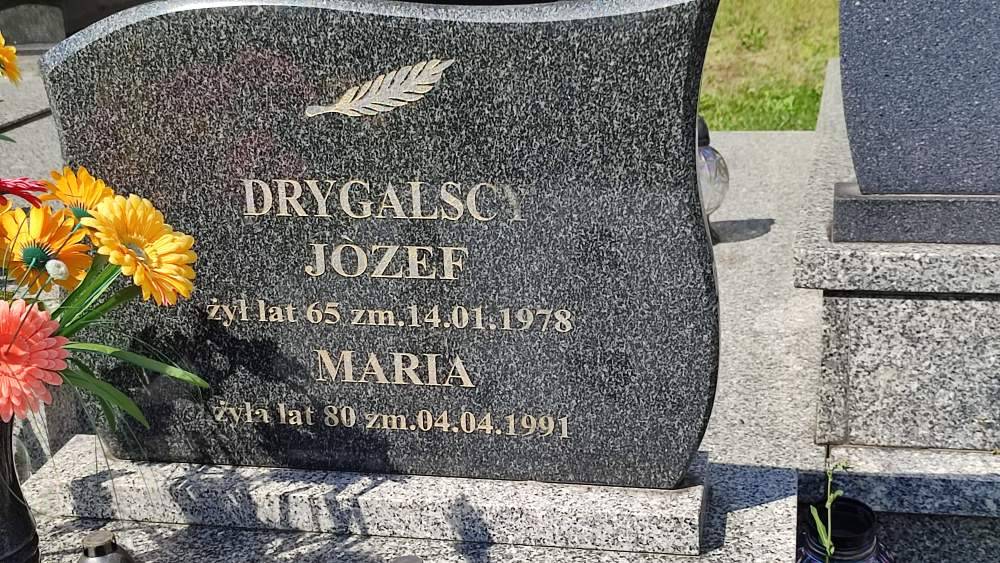 DRYGALSCY
JÓZEF
żył lat 65 zm.14.01.1978
MARIA
żyła lat 80 zm.04.04.1991